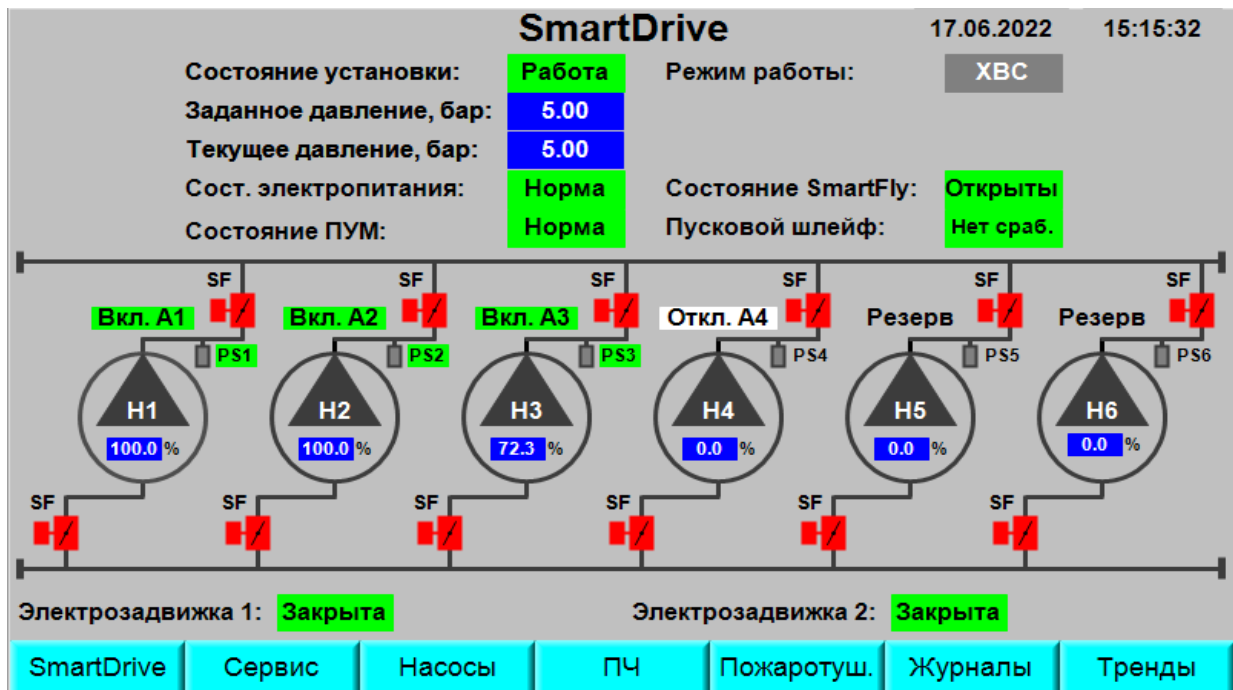 SmartDrive 17.06.2022 15:15:32
Состояние установки: Работа Режим работы: ХВС
Заданное давление, бар: 5.00
Текущее давление, бар: 5.00
Сост. электропитания: Норма Состояние SmartFly: Открыты
Состояние ПУМ: Норма Пусковой шлейф: Нет сраб.
SF SF SF SF SF SF
Вкл. А1 Вкл. А2 Вкл. А3 Откл. А4 Резерв Резерв
PS1 PS2 PS3 PS4 PS5 PS6
Н1 Н2 Н3 Н4 Н5 Н6
100.0 % 100.0 % 72.3 % 0.0 % 0.0 % 0.0 %
SF SF SF SF SF SF
Электрозадвижка 1: Закрыта Электрозадвижка 2: Закрыта
SmartDrive Сервис Насосы ПЧ Пожаротуш. Журналы Тренды